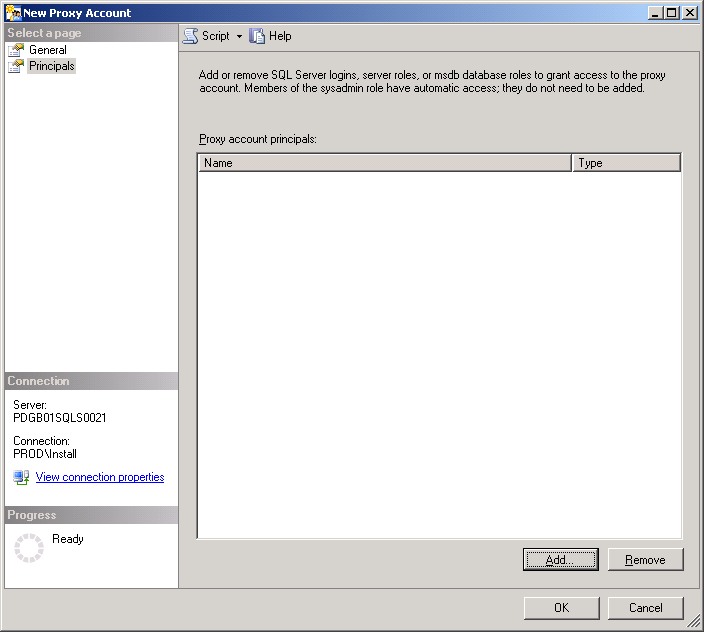 New Proxy Account
Select a page
General
Principals
Script
Help
Add or remove SQL Server logins, server roles, or msdb database roles to grant access to the proxy
account. Members of the sysadmin role have automatic access; they do not need to be added.
Proxy account principals:
Name
Type
Connection
Server:
PDGB01SQLS0021
Connection:
PROD\Install
View connection properties
Progress
Ready
Add...
Remove
OK
Cancel